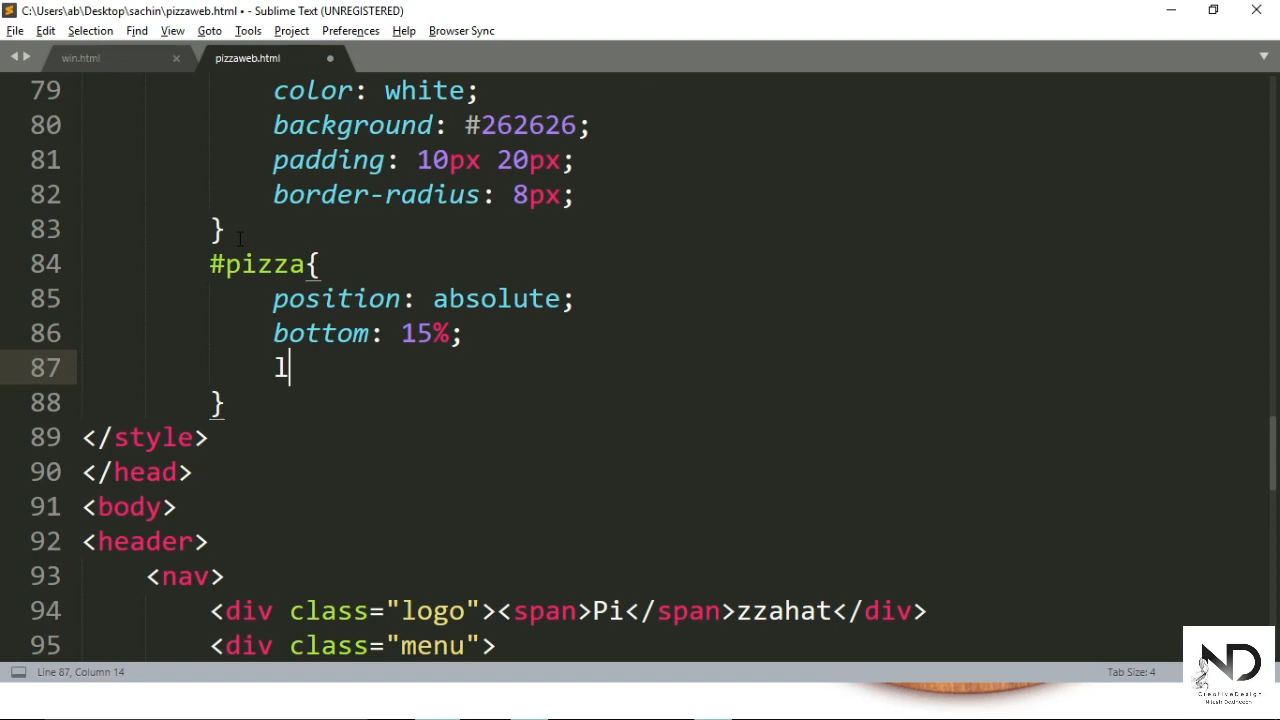 C:\Users\ab\Desktop\sachin\pizzaweb.html • - Sublime Text (UNREGISTERED)
File Edit Selection Find View Goto Tools Project Preferences Help Browser Sync
win.html pizzaweb.html
79 color: white;
80 background: #262626;
81 padding: 10px 20px;
82 border-radius: 8px;
83 }
84 #pizza{
85 position: absolute;
86 bottom: 15%;
87 l
88 }
89 </style>
90 </head>
91 <body>
92 <header>
93 <nav>
94 <div class="logo"><span>Pi</span>zzahat</div>
95 <div class="menu">
Line 87, Column 14 Tab Size: 4
ND
CreativeDesign